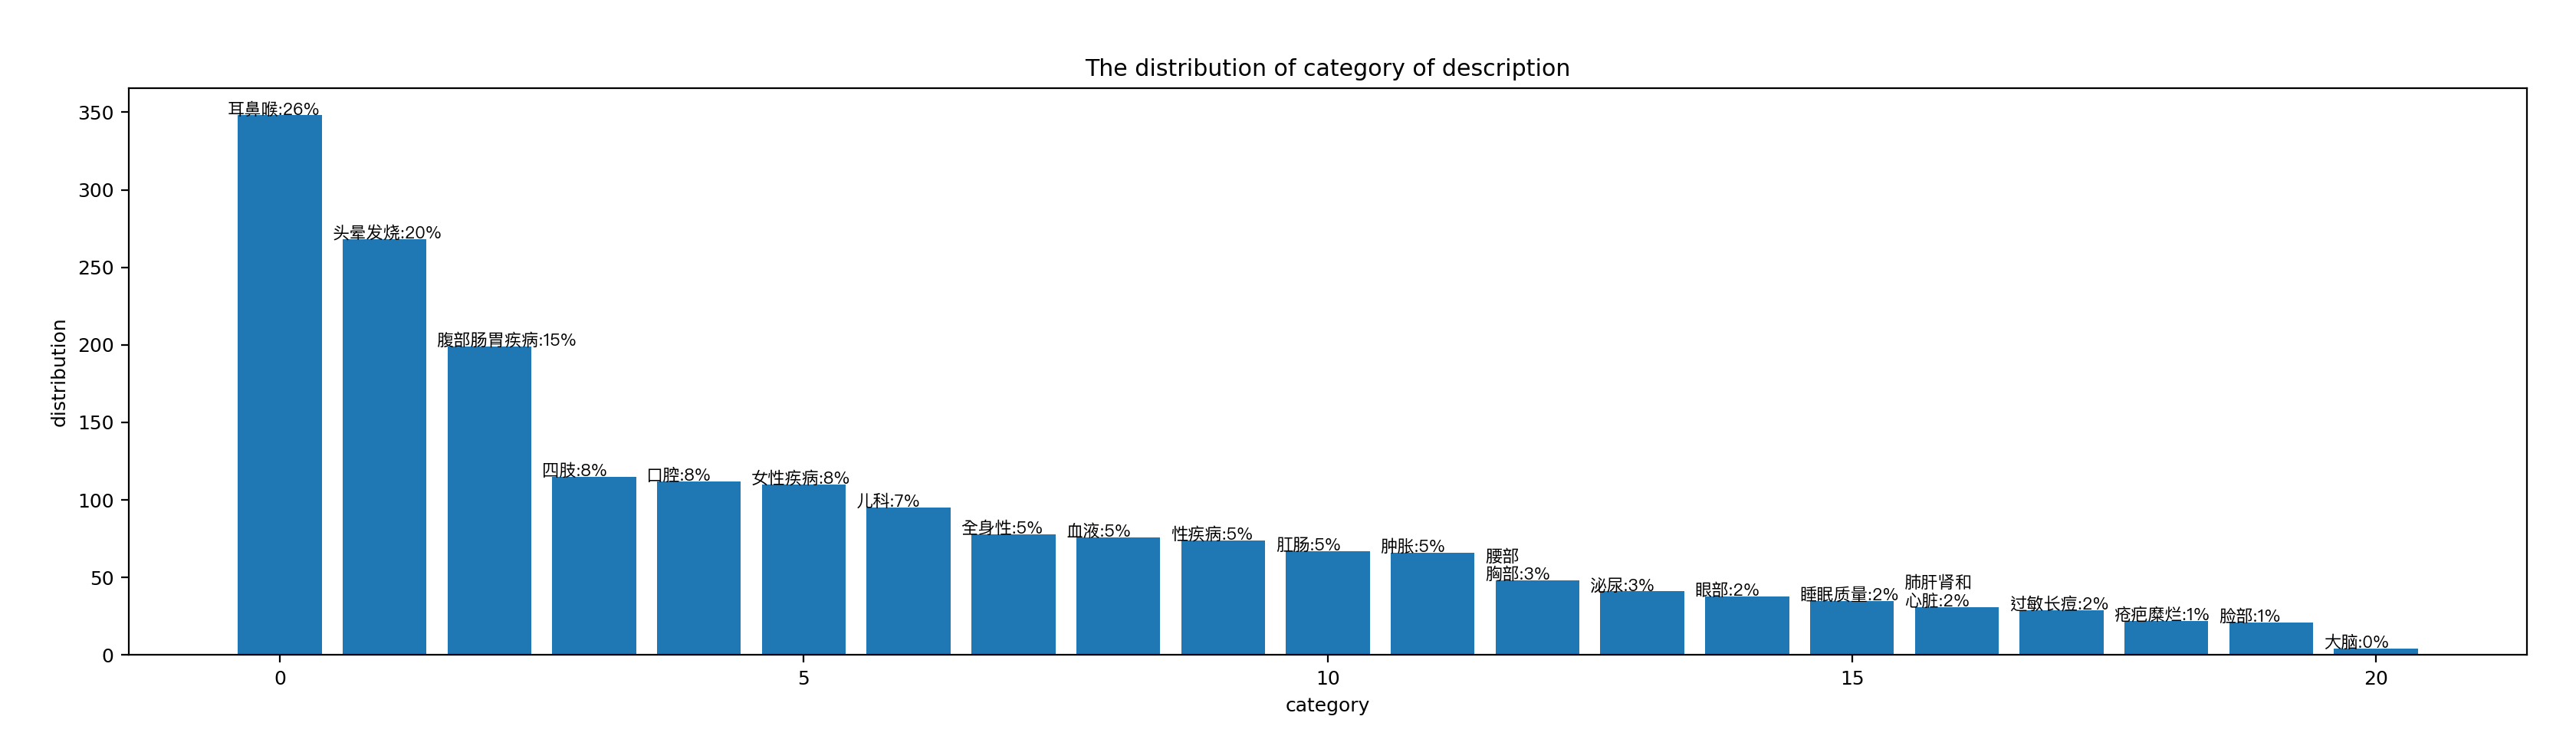 The distribution of category of description
distribution
350
300
250
200
150
100
50
0
耳鼻喉:26%
头晕发烧:20%
腹部肠胃疾病:15%
四肢:8%
口腔:8%
女性疾病:8%
儿科:7%
全身性:5%
血液:5%
性疾病:5%
肛肠:5%
肿胀:5%
腰部
胸部:3%
泌尿:3%
眼部:2%
睡眠质量:2%
肺肝肾和
心脏:2%
过敏长痘:2%
疮疤糜烂:1%
脸部:1%
大脑:0%
0
5
10
15
20
category